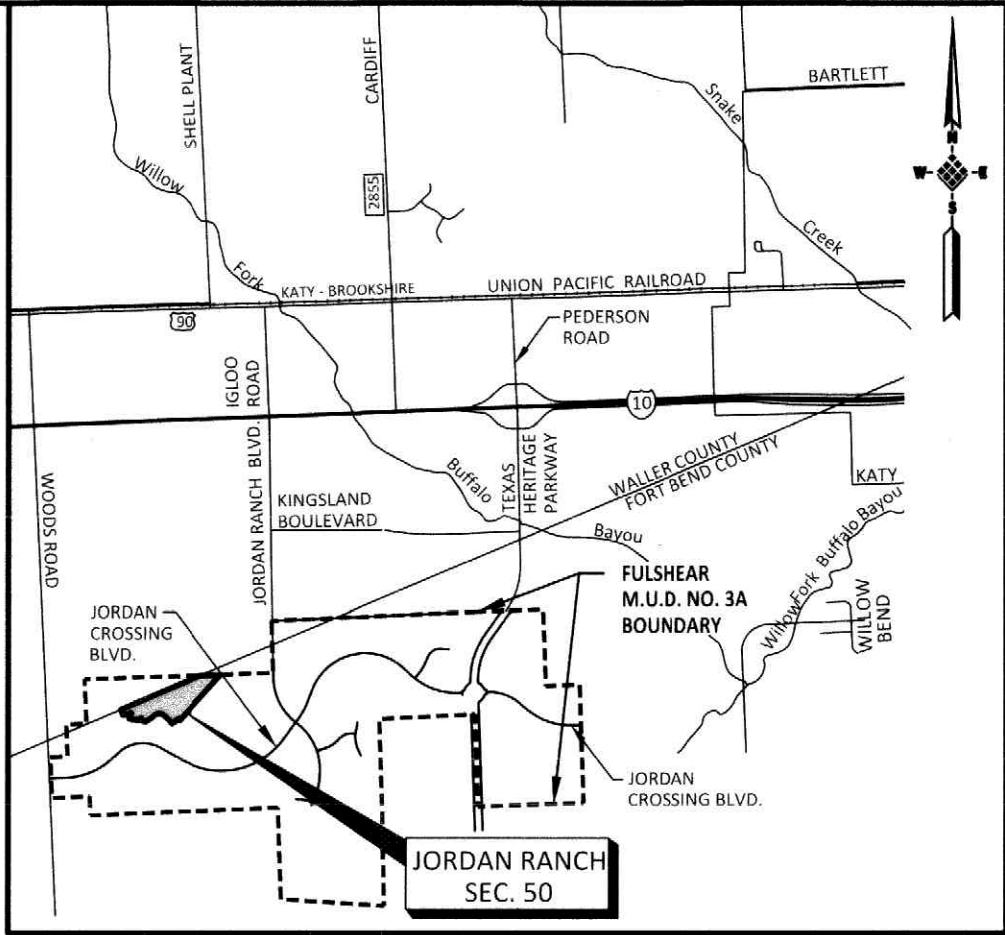 SHELL PLANT
CARDIFF
BARTLETT
Snake
Creek
N
W
E
S
Willow
Fork
2855
KATY - BROOKSHIRE
UNION PACIFIC RAILROAD
90
PEDERSON
ROAD
IGLOO
ROAD
10
WOODS ROAD
JORDAN RANCH BLVD.
KINGSLAND
BOULEVARD
Buffalo
Bayou
TEXAS
HERITAGE
PARKWAY
WALLER COUNTY
FORT BEND COUNTY
KATY
Willow Fork Buffalo Bayou
WILLOW
BEND
FULSHEAR
M.U.D. NO. 3A
BOUNDARY
JORDAN
CROSSING
BLVD.
JORDAN
CROSSING BLVD.
JORDAN RANCH
SEC. 50